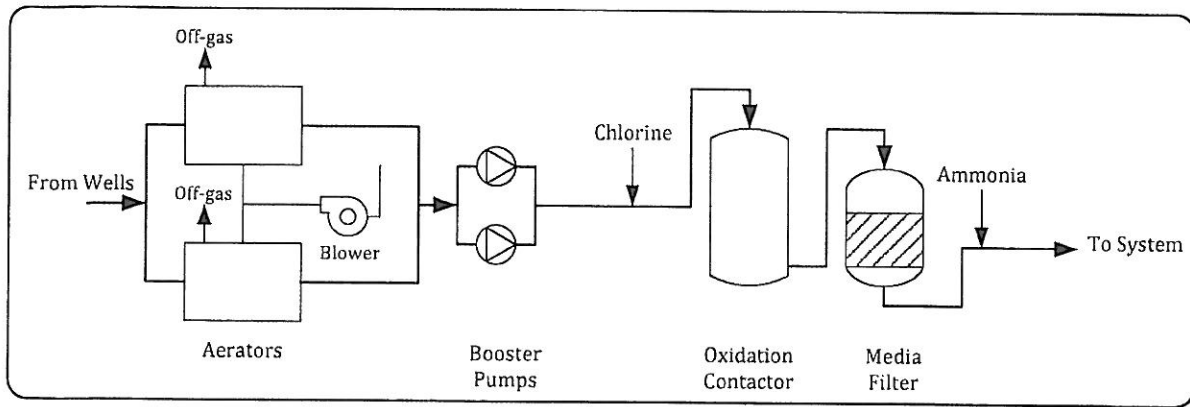 Off-gas
Chlorine
Ammonia
From Wells
Off-gas
Blower
To System
Aerators
Booster
Pumps
Oxidation
Contactor
Media
Filter